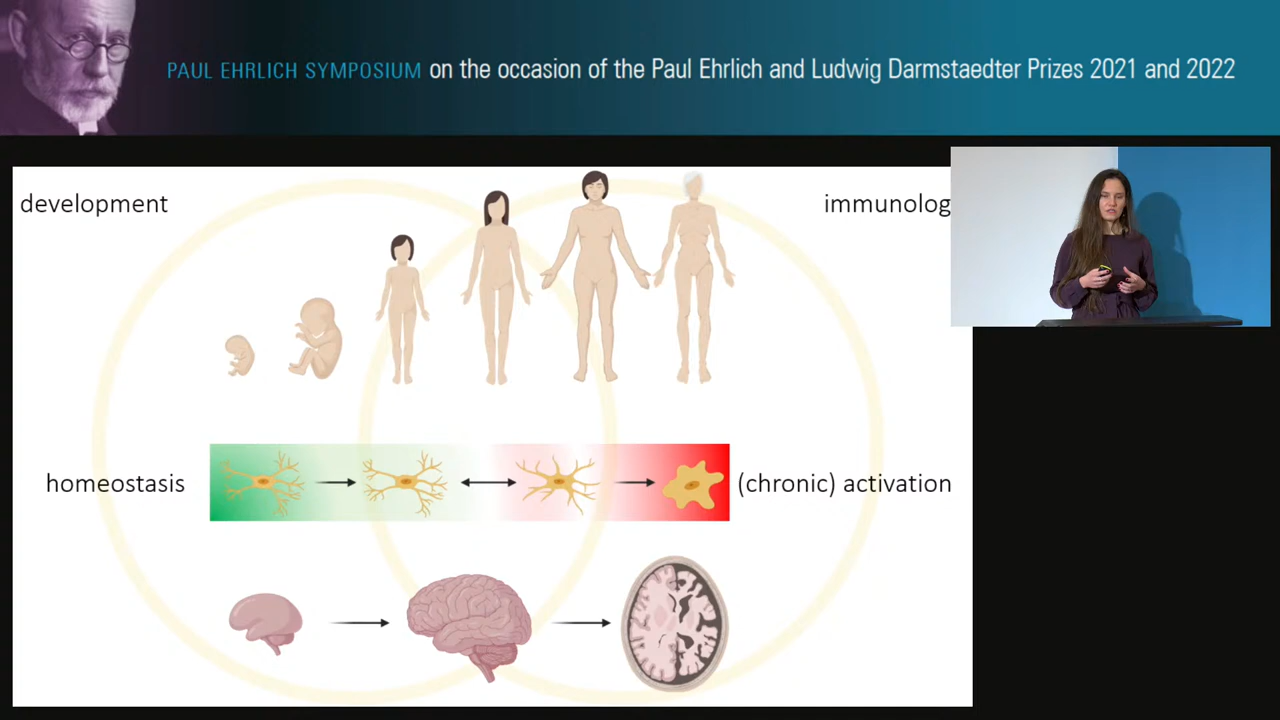 PAUL EHRLICH SYMPOSIUM on the occasion of the Paul Ehrlich and Ludwig Darmstaedter Prizes 2021 and 2022
development
immunolog
homeostasis
(chronic) activation